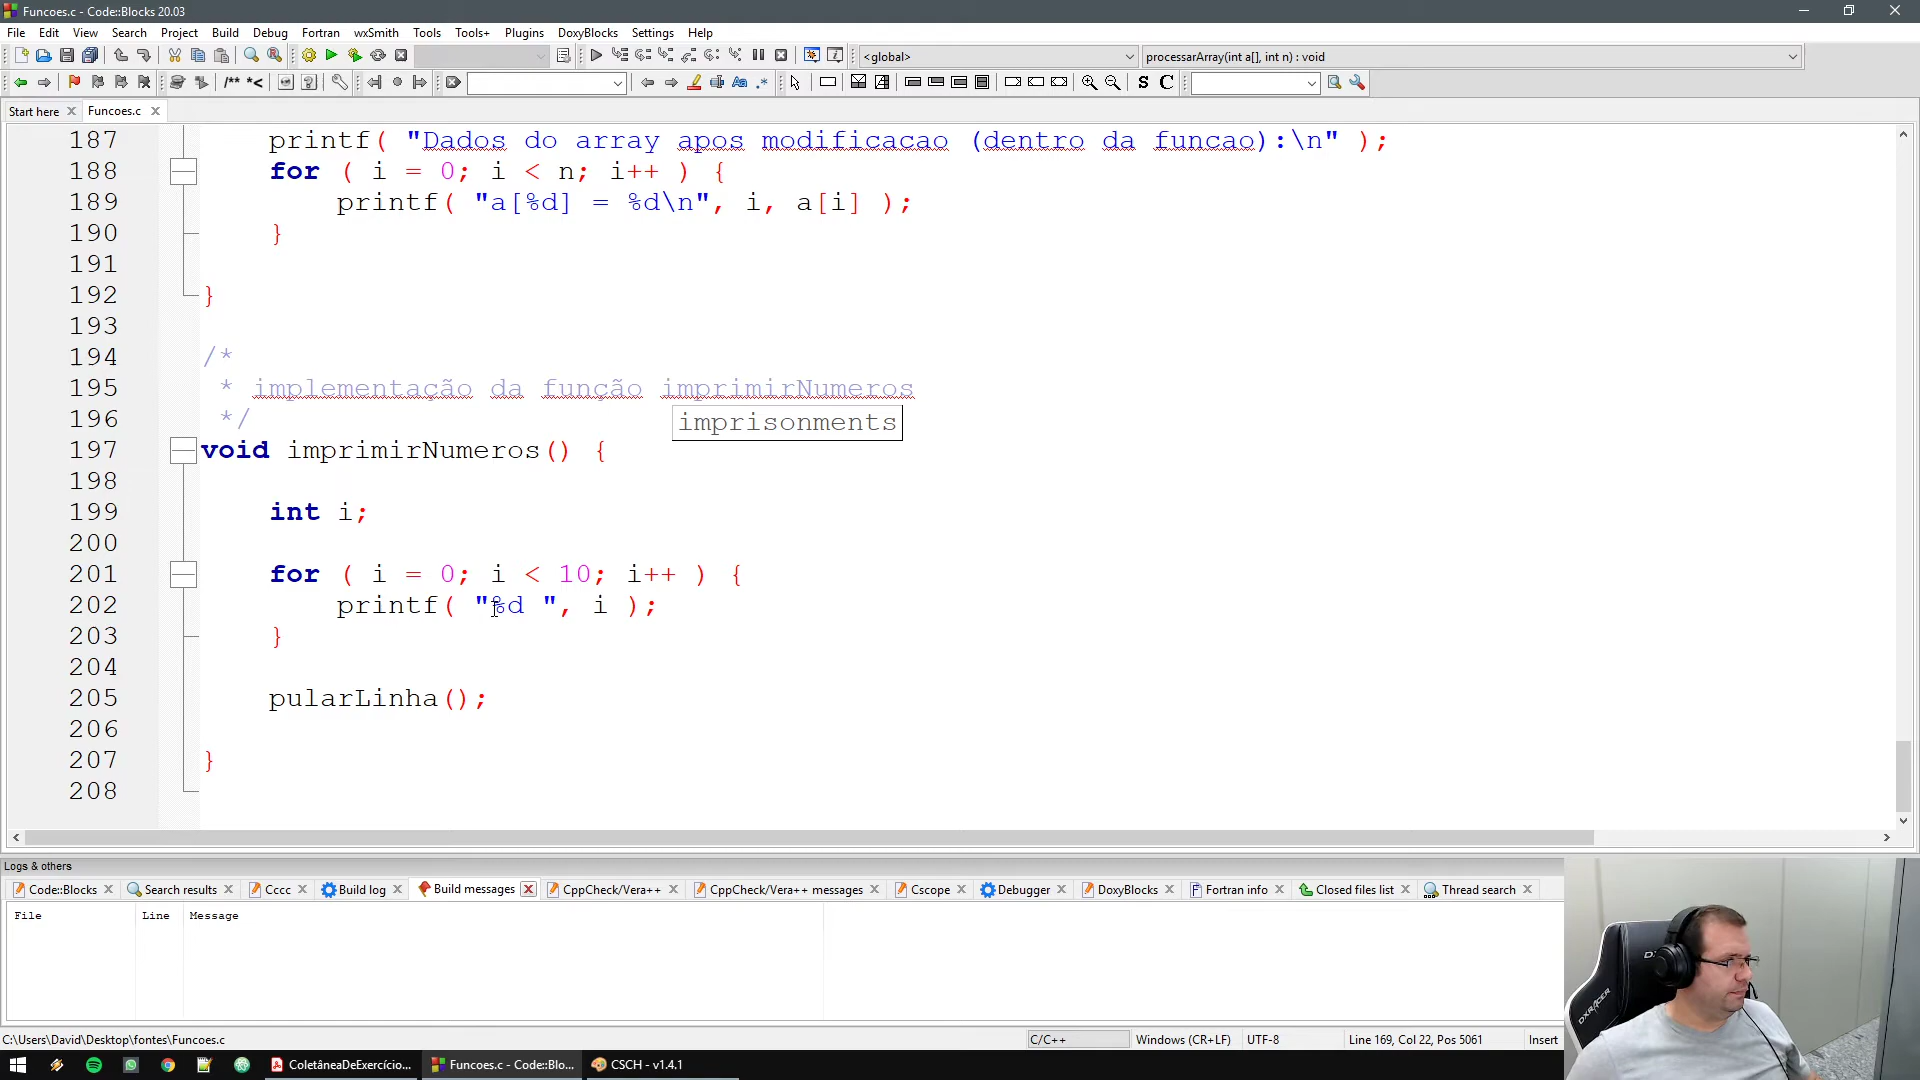 Funcoes.c - Code::Blocks 20.03
File Edit View Search Project Build Debug Fortran wxSmith Tools Tools+ Plugins DoxyBlocks Settings Help
<global>
processarArray(int a[], int n) : void
/** *<
Aa .*
S C
Start here
Funcoes.c
187 printf( "Dados do array apos modificacao (dentro da funcao):\n" );
188 for ( i = 0; i < n; i++ ) {
189 printf( "a[%d] = %d\n", i, a[i] );
190 }
191
192 }
193
194 /*
195 * implementação da função imprimirNumeros
196 */
imprisonments
197 void imprimirNumeros() {
198
199 int i;
200
201 for ( i = 0; i < 10; i++ ) {
202 printf( "%d ", i );
203 }
204
205 pularLinha();
206
207 }
208
Logs & others
Code::Blocks Search results Cccc Build log Build messages CppCheck/Vera++ CppCheck/Vera++ messages Cscope Debugger DoxyBlocks Fortran info Closed files list Thread search
File Line Message
DXRACER
C:\Users\David\Desktop\fontes\Funcoes.c
C/C++
Windows (CR+LF)
UTF-8
Line 169, Col 22, Pos 5061
Insert
ColetâneaDeExercício...
Funcoes.c - Code::Blo...
CSCH - v1.4.1